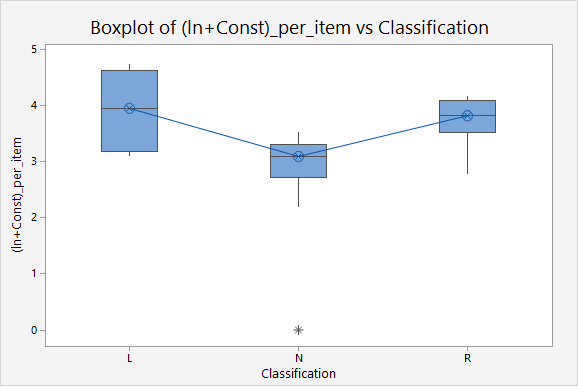 Boxplot of (ln+Const)_per_item vs Classification
5
4
3
2
1
0
(ln+Const)_per_item
L N R
Classification